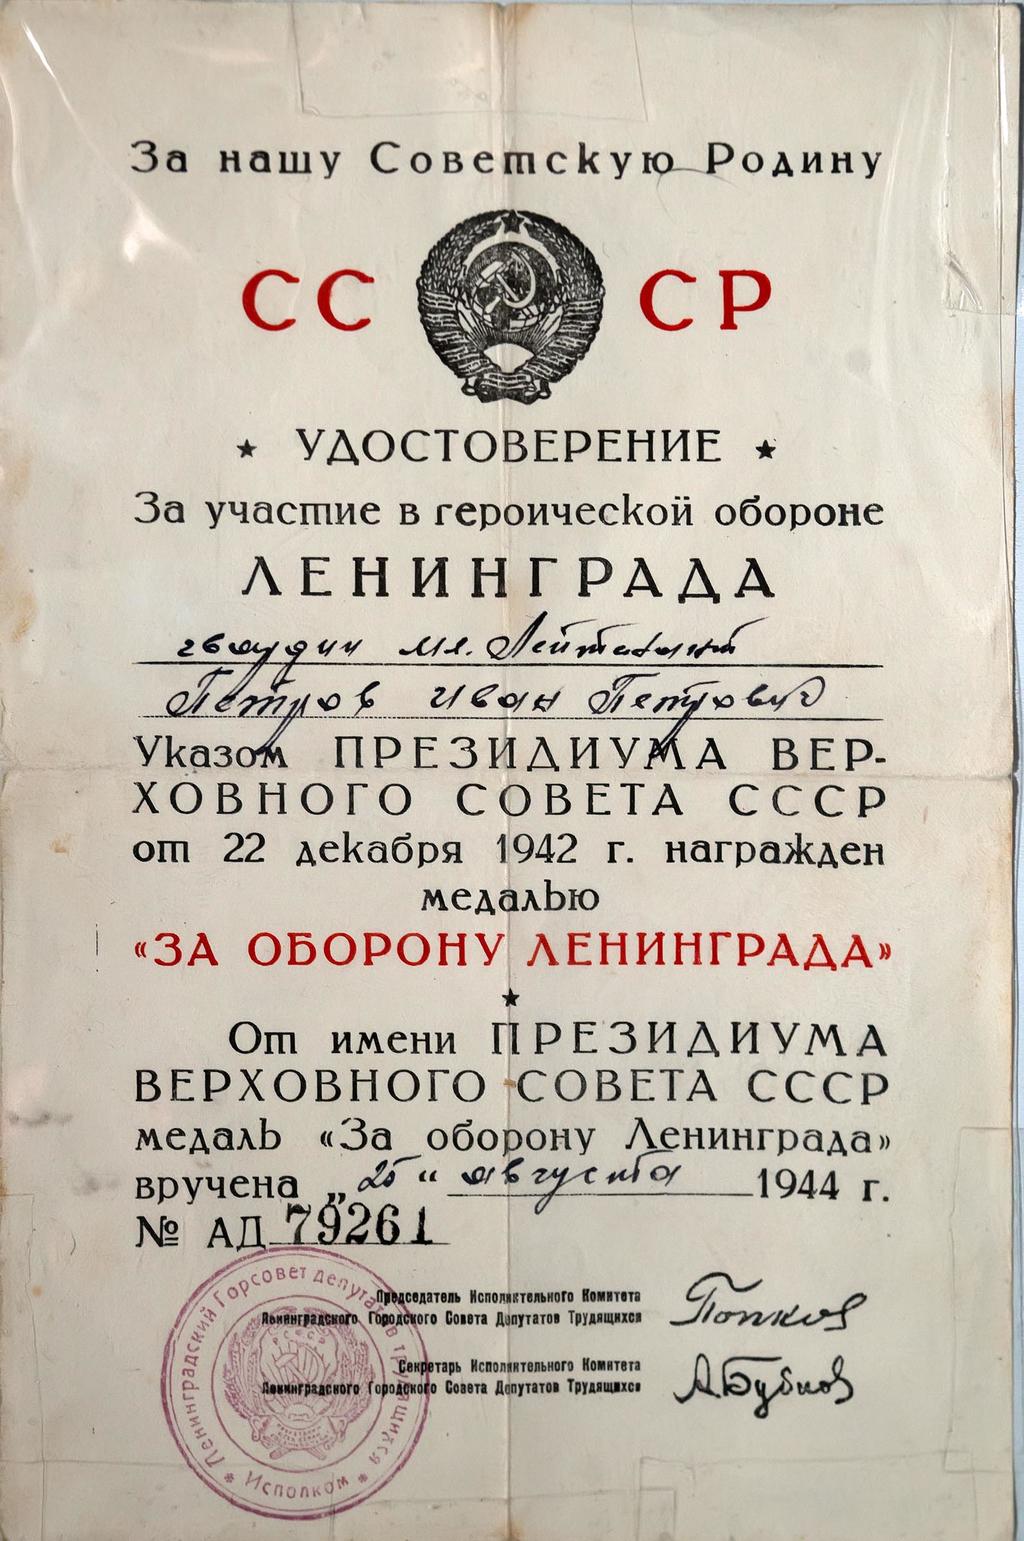 За нашу Советскую Родину
СССР
★ УДОСТОВЕРЕНИЕ ★
За участие в героической обороне
ЛЕНИНГРАДА
гвардии мл. Лейтенант
Петров Иван Петрович
Указом ПРЕЗИДИУМА ВЕР-
ХОВНОГО СОВЕТА СССР
от 22 декабря 1942 г. награжден
медалью
«ЗА ОБОРОНУ ЛЕНИНГРАДА»
★
От имени ПРЕЗИДИУМА
ВЕРХОВНОГО СОВЕТА СССР
медаль «За оборону Ленинграда»
вручена „25“ августа 1944 г.
№ АД 79261
Председатель Исполнительного Комитета
Ленинградского Городского Совета Депутатов Трудящихся
Попков
Секретарь Исполнительного Комитета
Ленинградского Городского Совета Депутатов Трудящихся
А.Бубнов
Ленинградский Горсовет депутатов трудящихся
* Исполком *